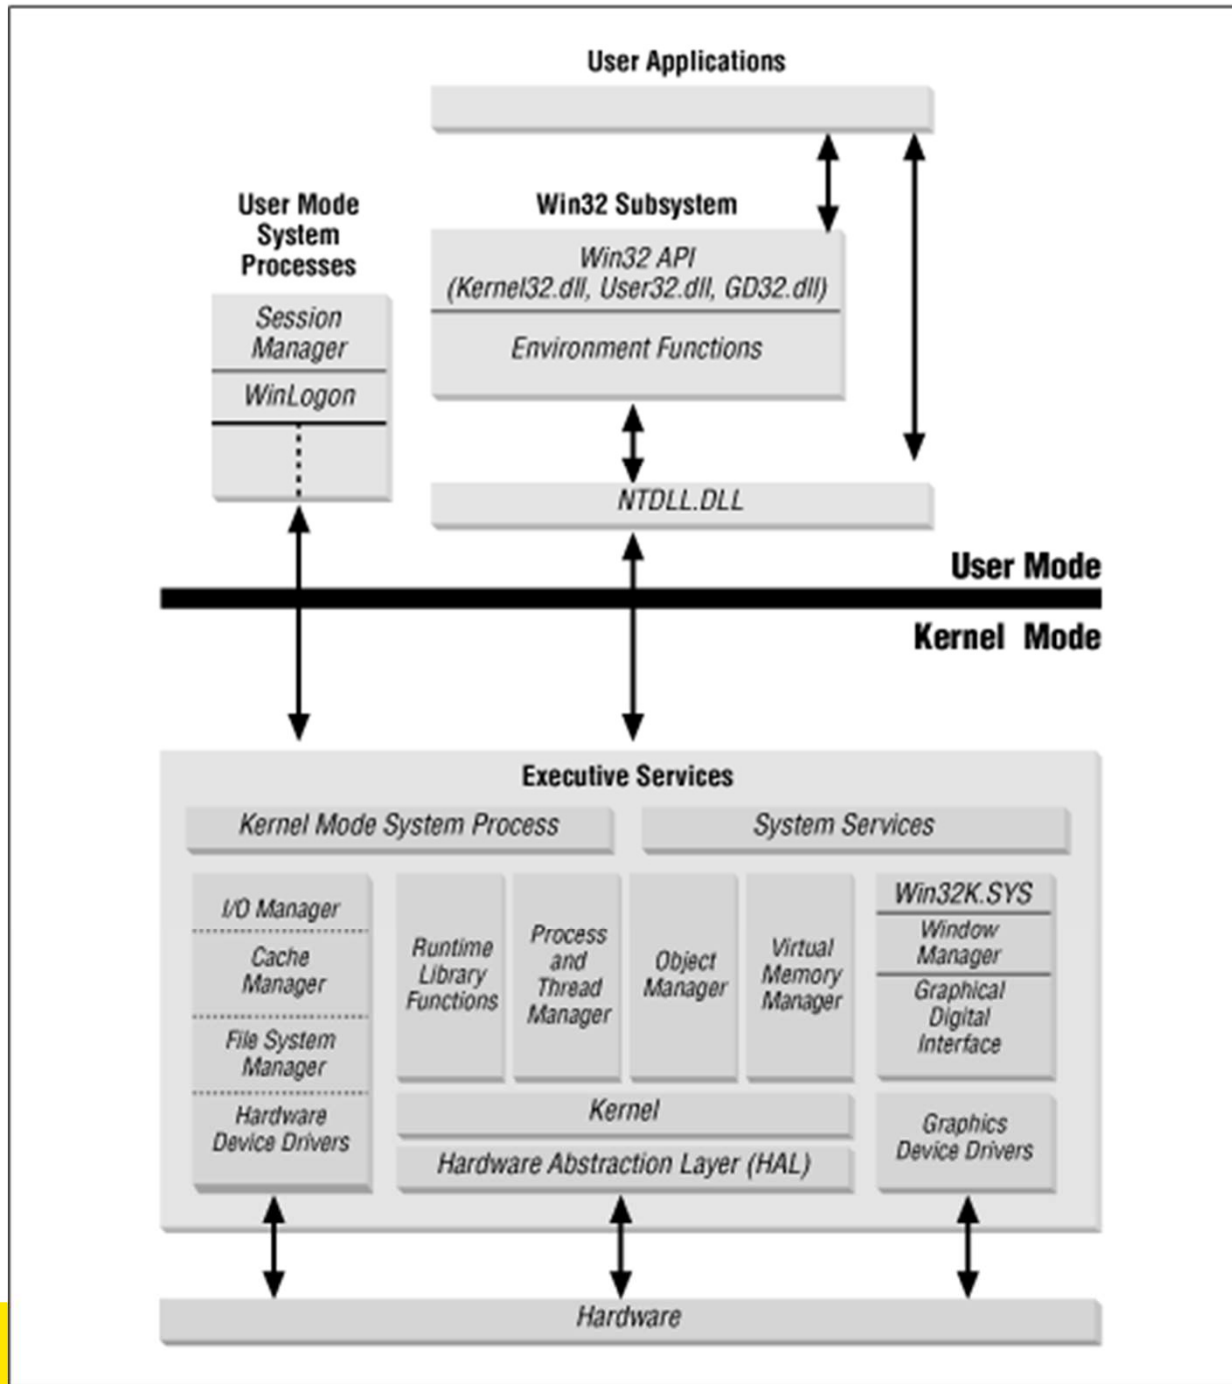 User Applications
User Mode
System
Processes
Win32 Subsystem
Win32 API
(Kernel32.dll, User32.dll, GD32.dll)
Environment Functions
Session
Manager
WinLogon
NTDLL.DLL
User Mode
Kernel Mode
Executive Services
Kernel Mode System Process
System Services
I/O Manager
Cache
Manager
File System
Manager
Hardware
Device Drivers
Runtime
Library
Functions
Process
and
Thread
Manager
Object
Manager
Virtual
Memory
Manager
Win32K.SYS
Window
Manager
Graphical
Digital
Interface
Kernel
Hardware Abstraction Layer (HAL)
Graphics
Device Drivers
Hardware